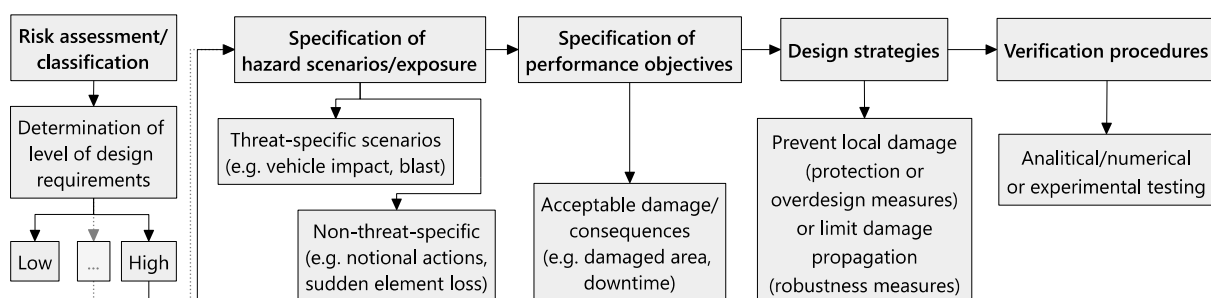 Risk assessment/
classification
Determination of
level of design
requirements
Low
...
High
Specification of
hazard scenarios/exposure
Threat-specific scenarios
(e.g. vehicle impact, blast)
Non-threat-specific
(e.g. notional actions,
sudden element loss)
Specification of
performance objectives
Acceptable damage/
consequences
(e.g. damaged area,
downtime)
Design strategies
Prevent local damage
(protection or
overdesign measures)
or limit damage
propagation
(robustness measures)
Verification procedures
Analitical/numerical
or experimental testing